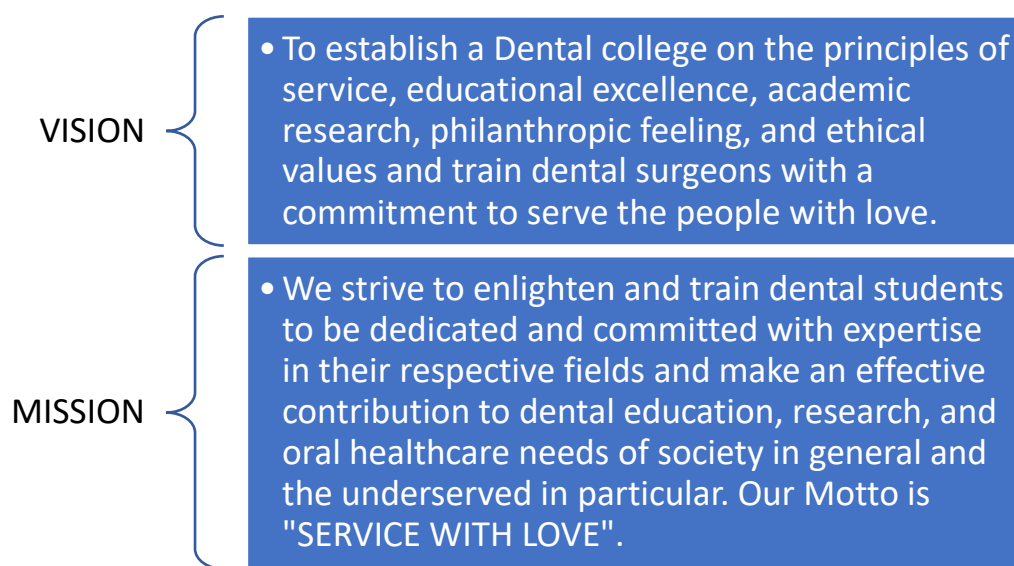 VISION
• To establish a Dental college on the principles of
service, educational excellence, academic
research, philanthropic feeling, and ethical
values and train dental surgeons with a
commitment to serve the people with love.
MISSION
• We strive to enlighten and train dental students
to be dedicated and committed with expertise
in their respective fields and make an effective
contribution to dental education, research, and
oral healthcare needs of society in general and
the underserved in particular. Our Motto is
"SERVICE WITH LOVE".